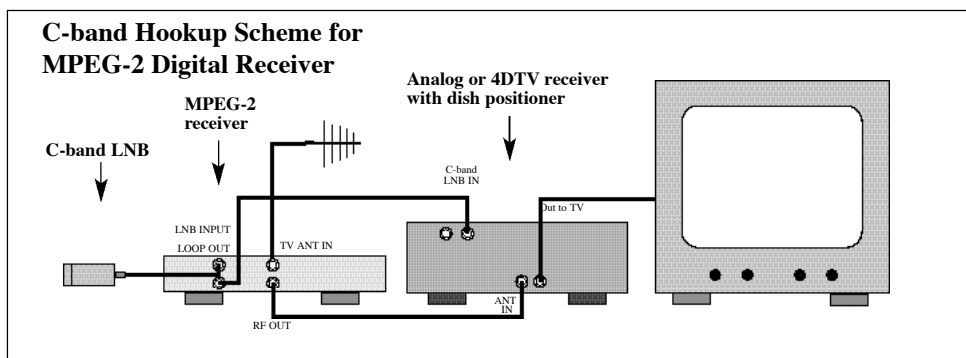 C-band Hookup Scheme for
MPEG-2 Digital Receiver
Analog or 4DTV receiver
with dish positioner
MPEG-2
receiver
C-band LNB
C-band
LNB IN
Out to TV
LNB INPUT
LOOP OUT
TV ANT IN
ANT
IN
RF OUT